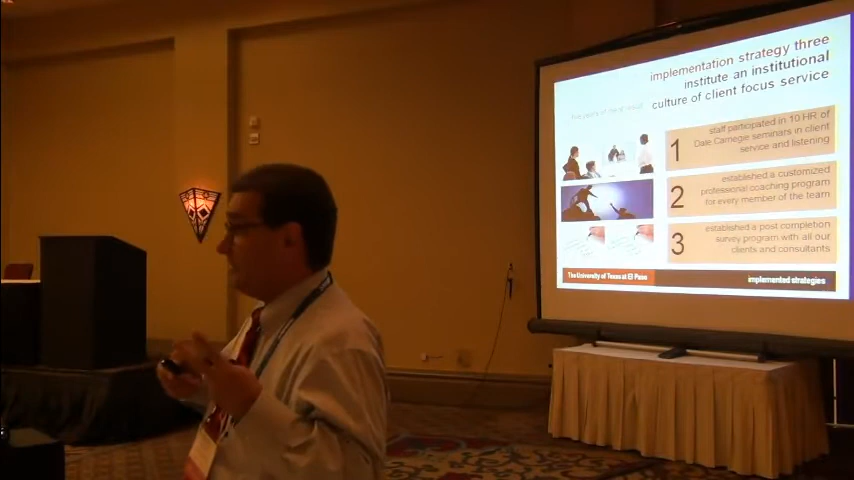 implementation strategy three
institute an institutional
culture of client focus service
1
staff participated in 10 HR of
Dale Carnegie seminars in client
service and listening
2
established a customized
professional coaching program
for every member of the team
3
established a post completion
survey program with all our
clients and consultants
The University of Texas at El Paso
implemented strategies